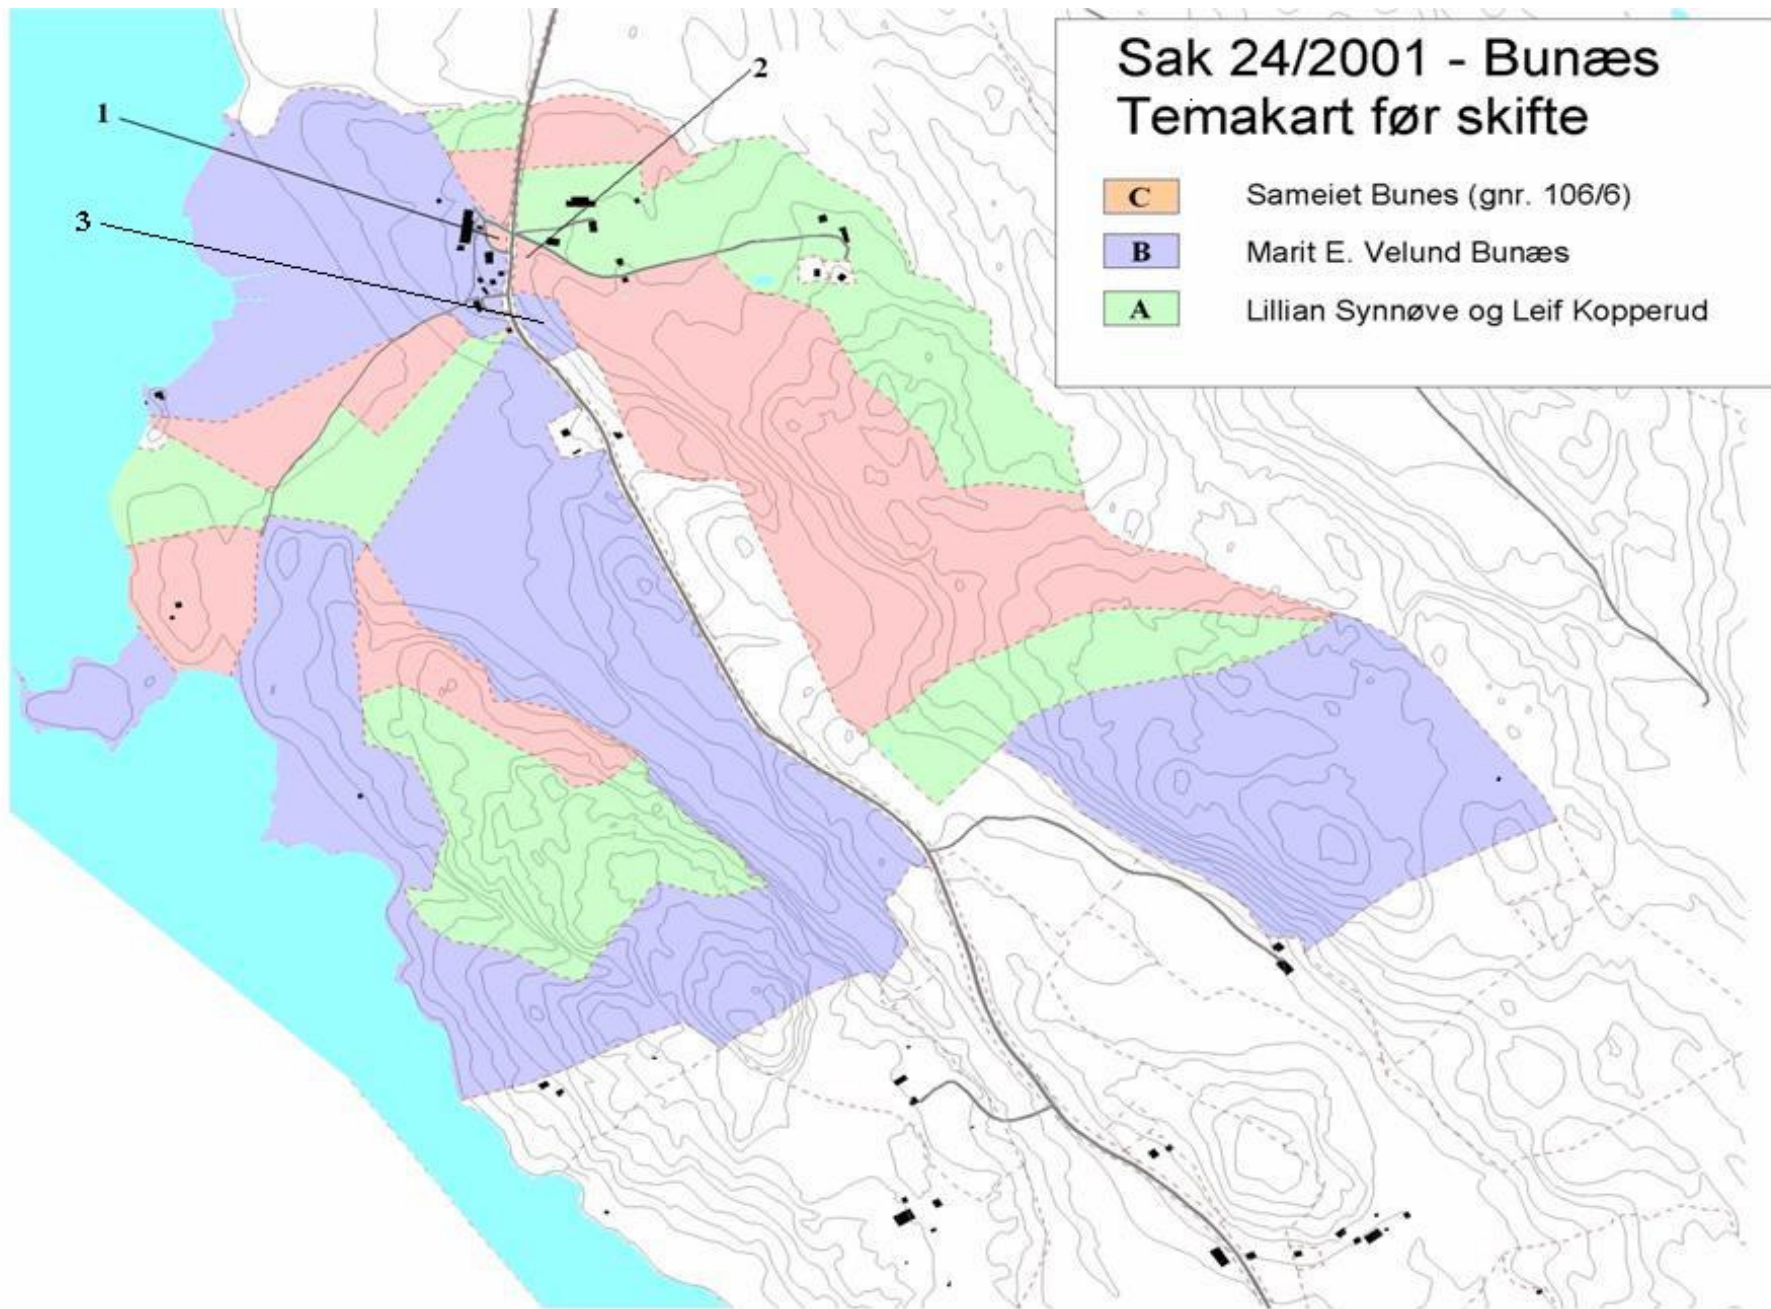 Sak 24/2001 - Bunæs
Temakart før skifte
C Sameiet Bunes (gnr. 106/6)
B Marit E. Velund Bunæs
A Lillian Synnøve og Leif Kopperud
2
1
3